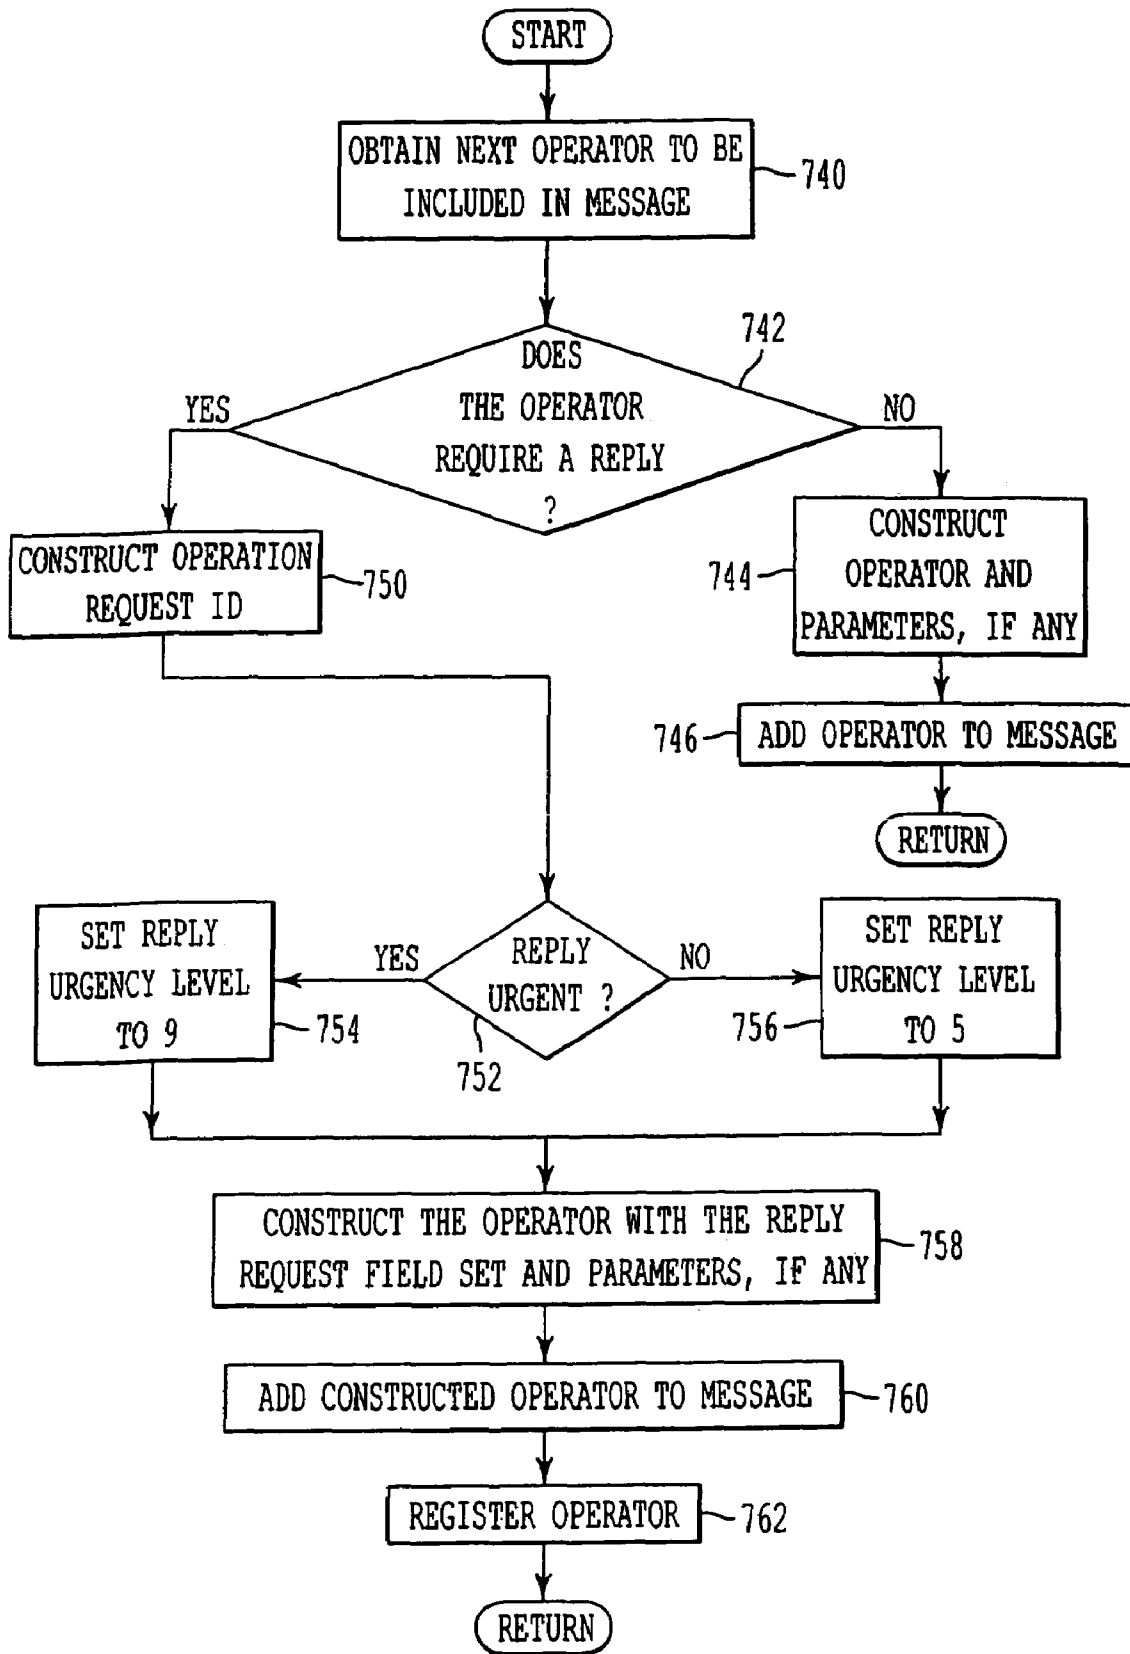 START
OBTAIN NEXT OPERATOR TO BE
INCLUDED IN MESSAGE
740
742
DOES
THE OPERATOR
REQUIRE A REPLY
?
YES
NO
CONSTRUCT OPERATION
REQUEST ID
750
CONSTRUCT
OPERATOR AND
PARAMETERS, IF ANY
744
746
ADD OPERATOR TO MESSAGE
RETURN
SET REPLY
URGENCY LEVEL
TO 9
754
YES
REPLY
URGENT ?
752
NO
SET REPLY
URGENCY LEVEL
TO 5
756
CONSTRUCT THE OPERATOR WITH THE REPLY
REQUEST FIELD SET AND PARAMETERS, IF ANY
758
ADD CONSTRUCTED OPERATOR TO MESSAGE
760
REGISTER OPERATOR
762
RETURN